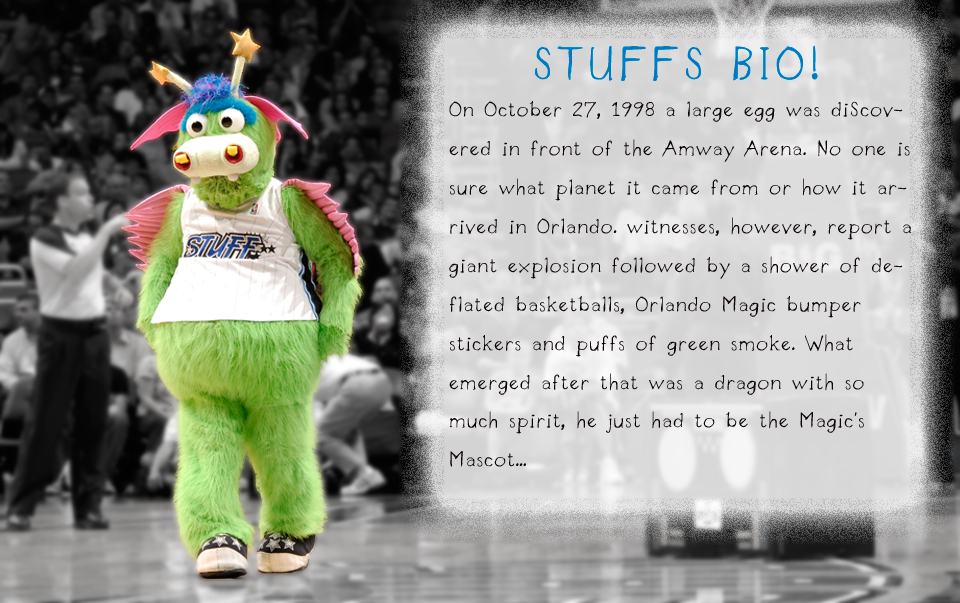 STUFFS BIO!
On October 27, 1998 a large egg was diScov-
ered in front of the Amway Arena. No one is
sure what planet it came from or how it ar-
rived in Orlando. witnesses, however, report a
giant explosion followed by a shower of de-
flated basketballs, Orlando Magic bumper
stickers and puffs of green smoke. What
emerged after that was a dragon with so
much spirit, he just had to be the Magic's
Mascot...
STUFF